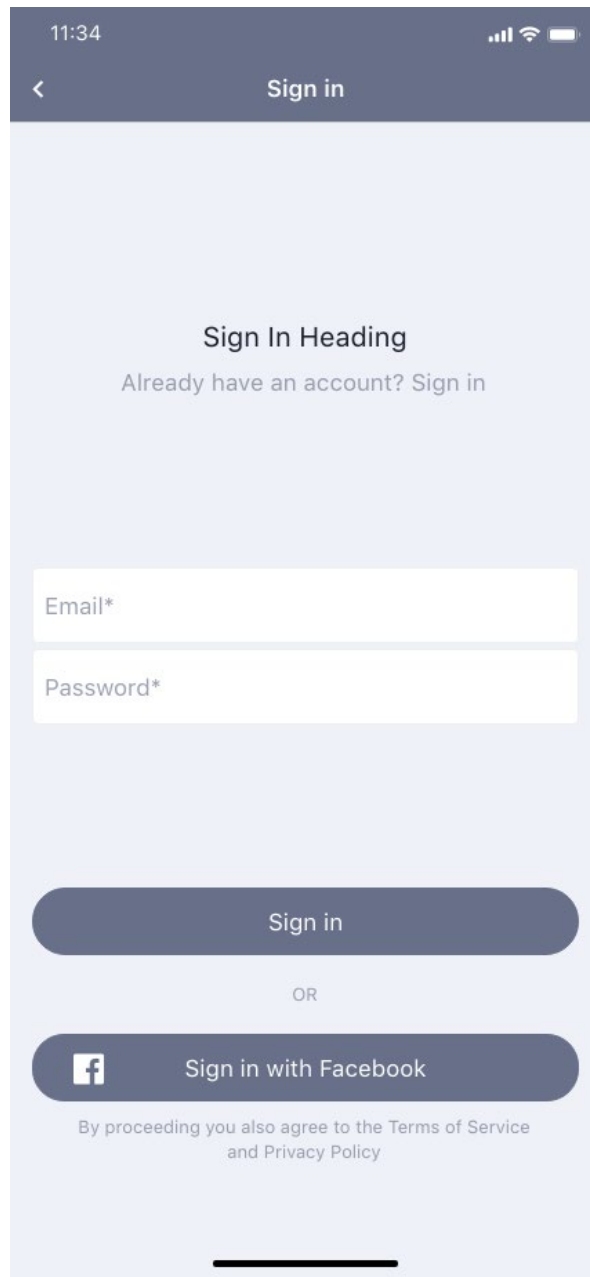 11:34
Sign in
Sign In Heading
Already have an account? Sign in
Email*
Password*
Sign in
OR
Sign in with Facebook
By proceeding you also agree to the Terms of Service
and Privacy Policy